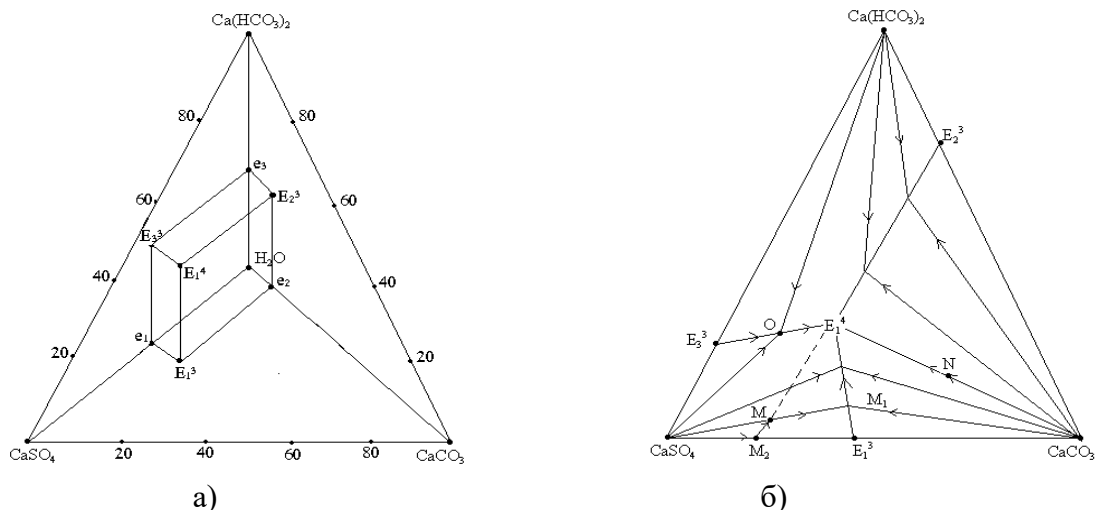 Ca(HCO₃)₂
80
80
e₃
60
E₂³
60
E₃³
E₁⁴
H₂O
40
e₂
40
e₁
20
E₁³
20
CaSO₄
20
40
60
80
CaCO₃
а)
Ca(HCO₃)₂
E₂³
O
E₁⁴
E₃³
N
M
M₁
CaSO₄
M₂
E₁³
CaCO₃
б)